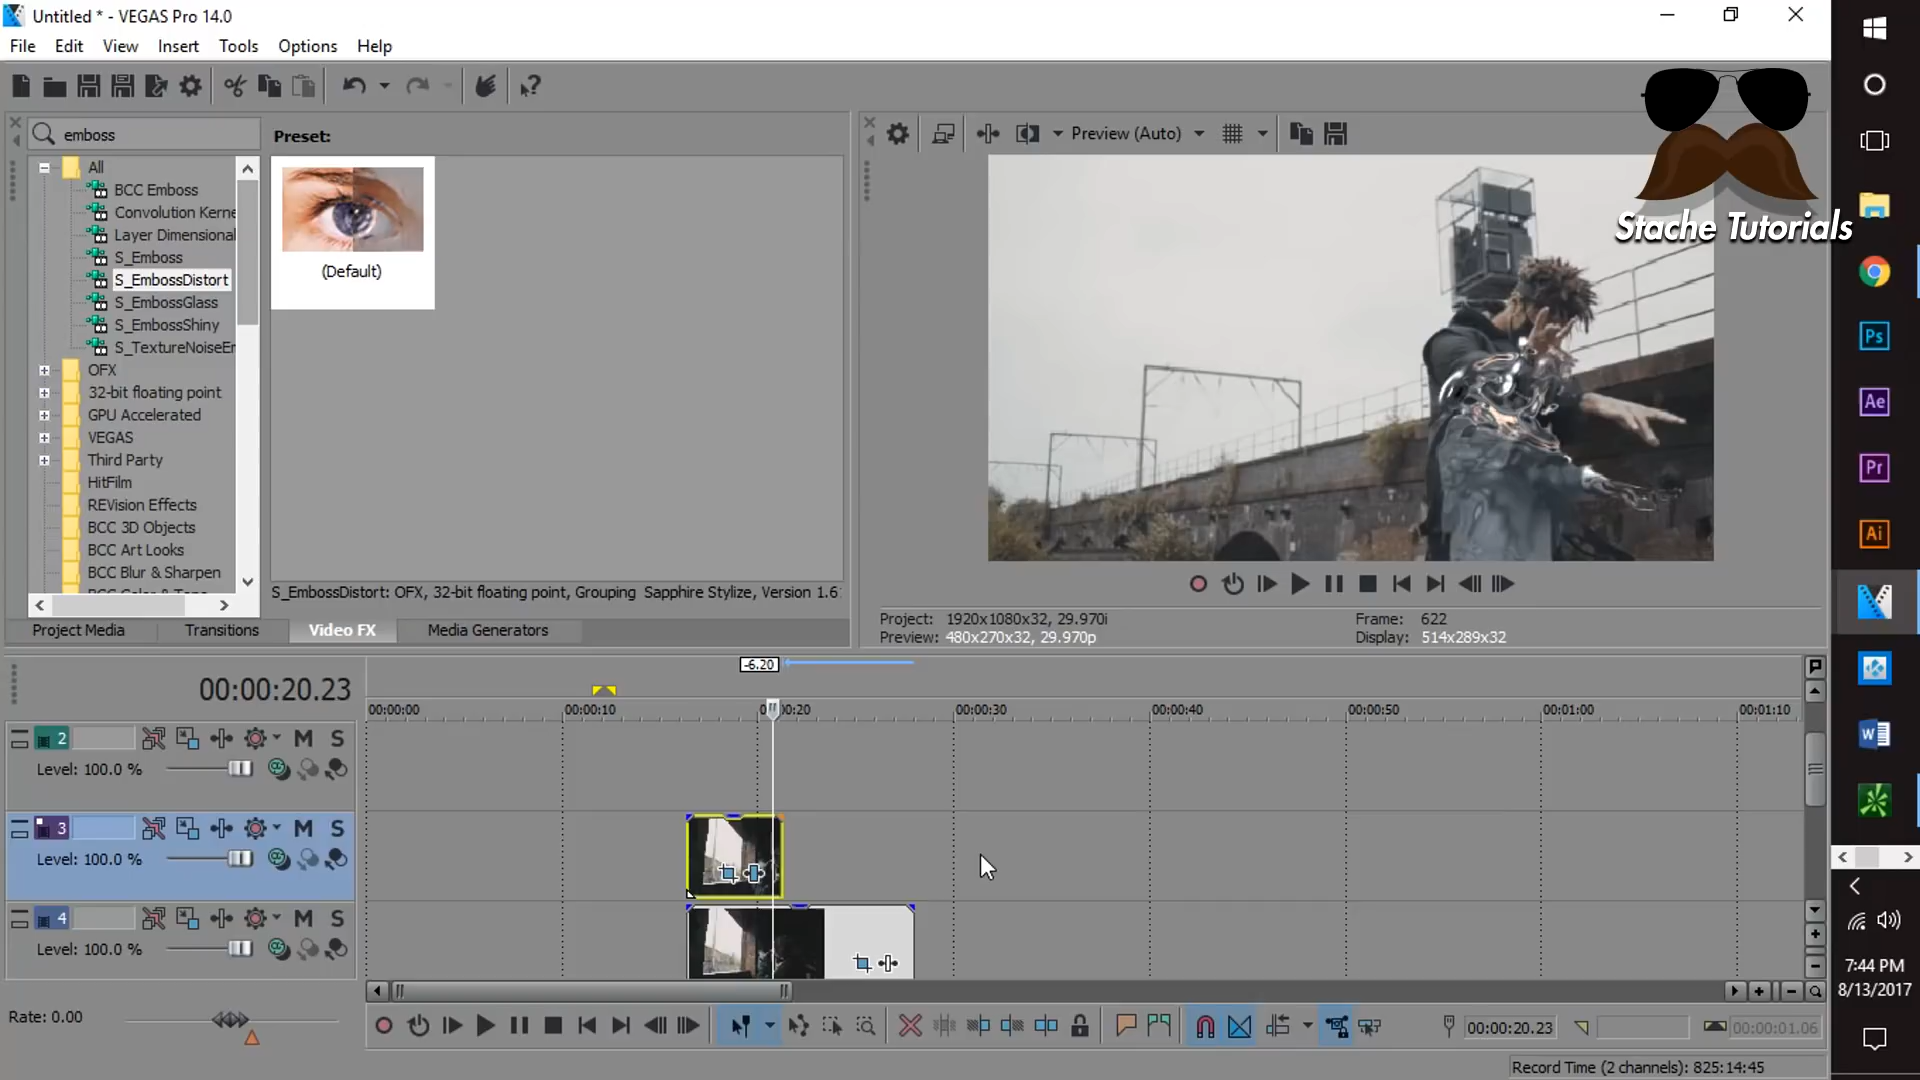 Untitled * - VEGAS Pro 14.0
File Edit View Insert Tools Options Help
emboss
Preset:
Preview (Auto)
All
BCC Emboss
Convolution Kerne
Layer Dimensional
S_Emboss
S_EmbossDistort
S_EmbossGlass
S_EmbossShiny
S_TextureNoiseEr
OFX
32-bit floating point
GPU Accelerated
VEGAS
Third Party
HitFilm
REVision Effects
BCC 3D Objects
BCC Art Looks
BCC Blur & Sharpen
(Default)
Stache Tutorials
S_EmbossDistort: OFX, 32-bit floating point, Grouping Sapphire Stylize, Version 1.6
Project Media Transitions Video FX Media Generators
Project: 1920x1080x32, 29.970i
Preview: 480x270x32, 29.970p
Frame: 622
Display: 514x289x32
Ps
Ae
Pr
Ai
-6.20
00:00:20.23
00:00:00 00:00:10 :00:20 00:00:30 00:00:40 00:00:50 00:01:00 00:01:10
2 M S
Level: 100.0 %
3 M S
Level: 100.0 %
4 M S
Level: 100.0 %
Rate: 0.00
00:00:20.23
00:00:01.06
Record Time (2 channels): 825:14:45
7:44 PM
8/13/2017